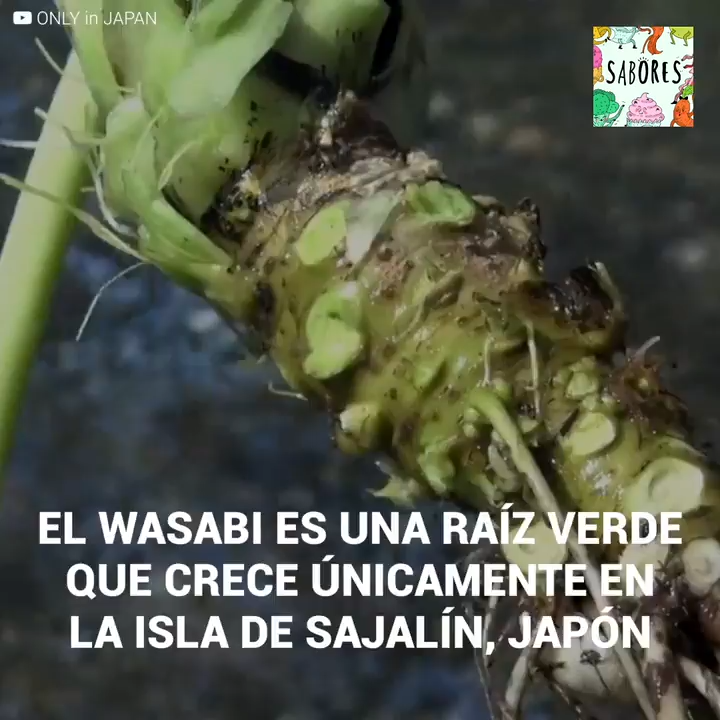 ONLY in JAPAN
SABORES
EL WASABI ES UNA RAÍZ VERDE
QUE CRECE ÚNICAMENTE EN
LA ISLA DE SAJALÍN, JAPÓN